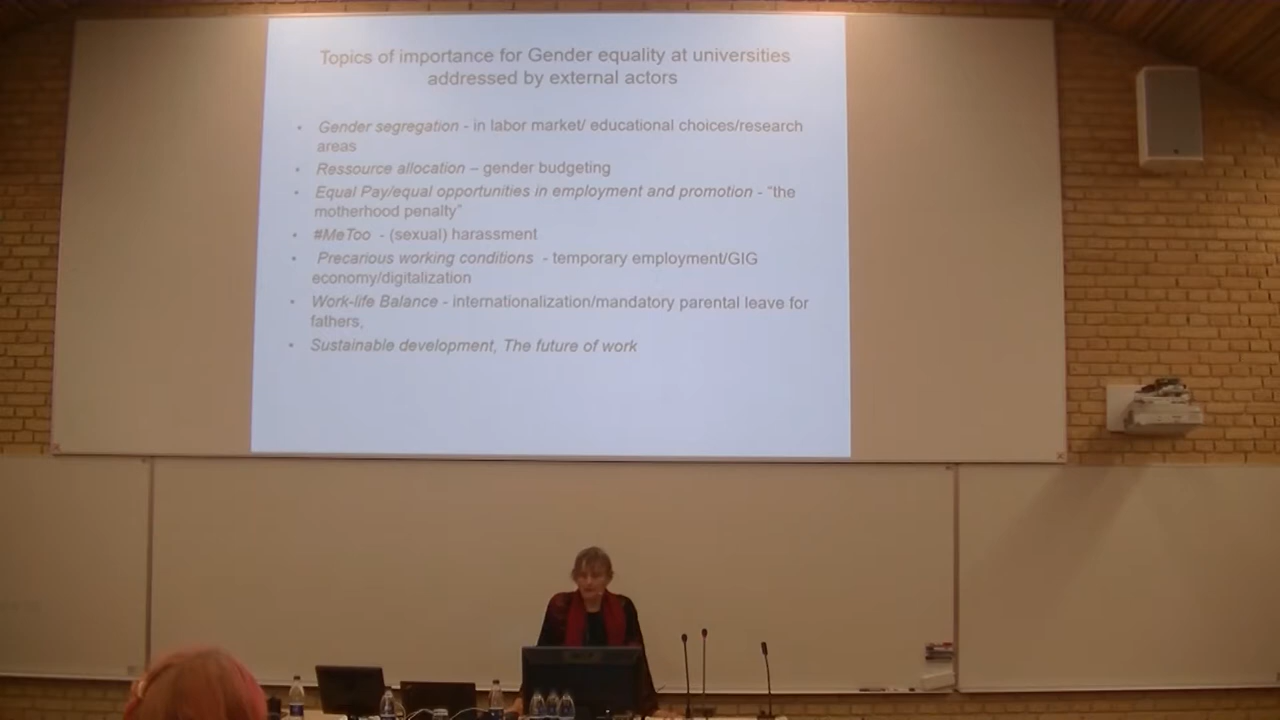 Topics of importance for Gender equality at universities
addressed by external actors
• Gender segregation - in labor market/ educational choices/research
areas
• Ressource allocation – gender budgeting
• Equal Pay/equal opportunities in employment and promotion - “the
motherhood penalty”
• #MeToo - (sexual) harassment
• Precarious working conditions - temporary employment/GIG
economy/digitalization
• Work-life Balance - internationalization/mandatory parental leave for
fathers,
• Sustainable development, The future of work